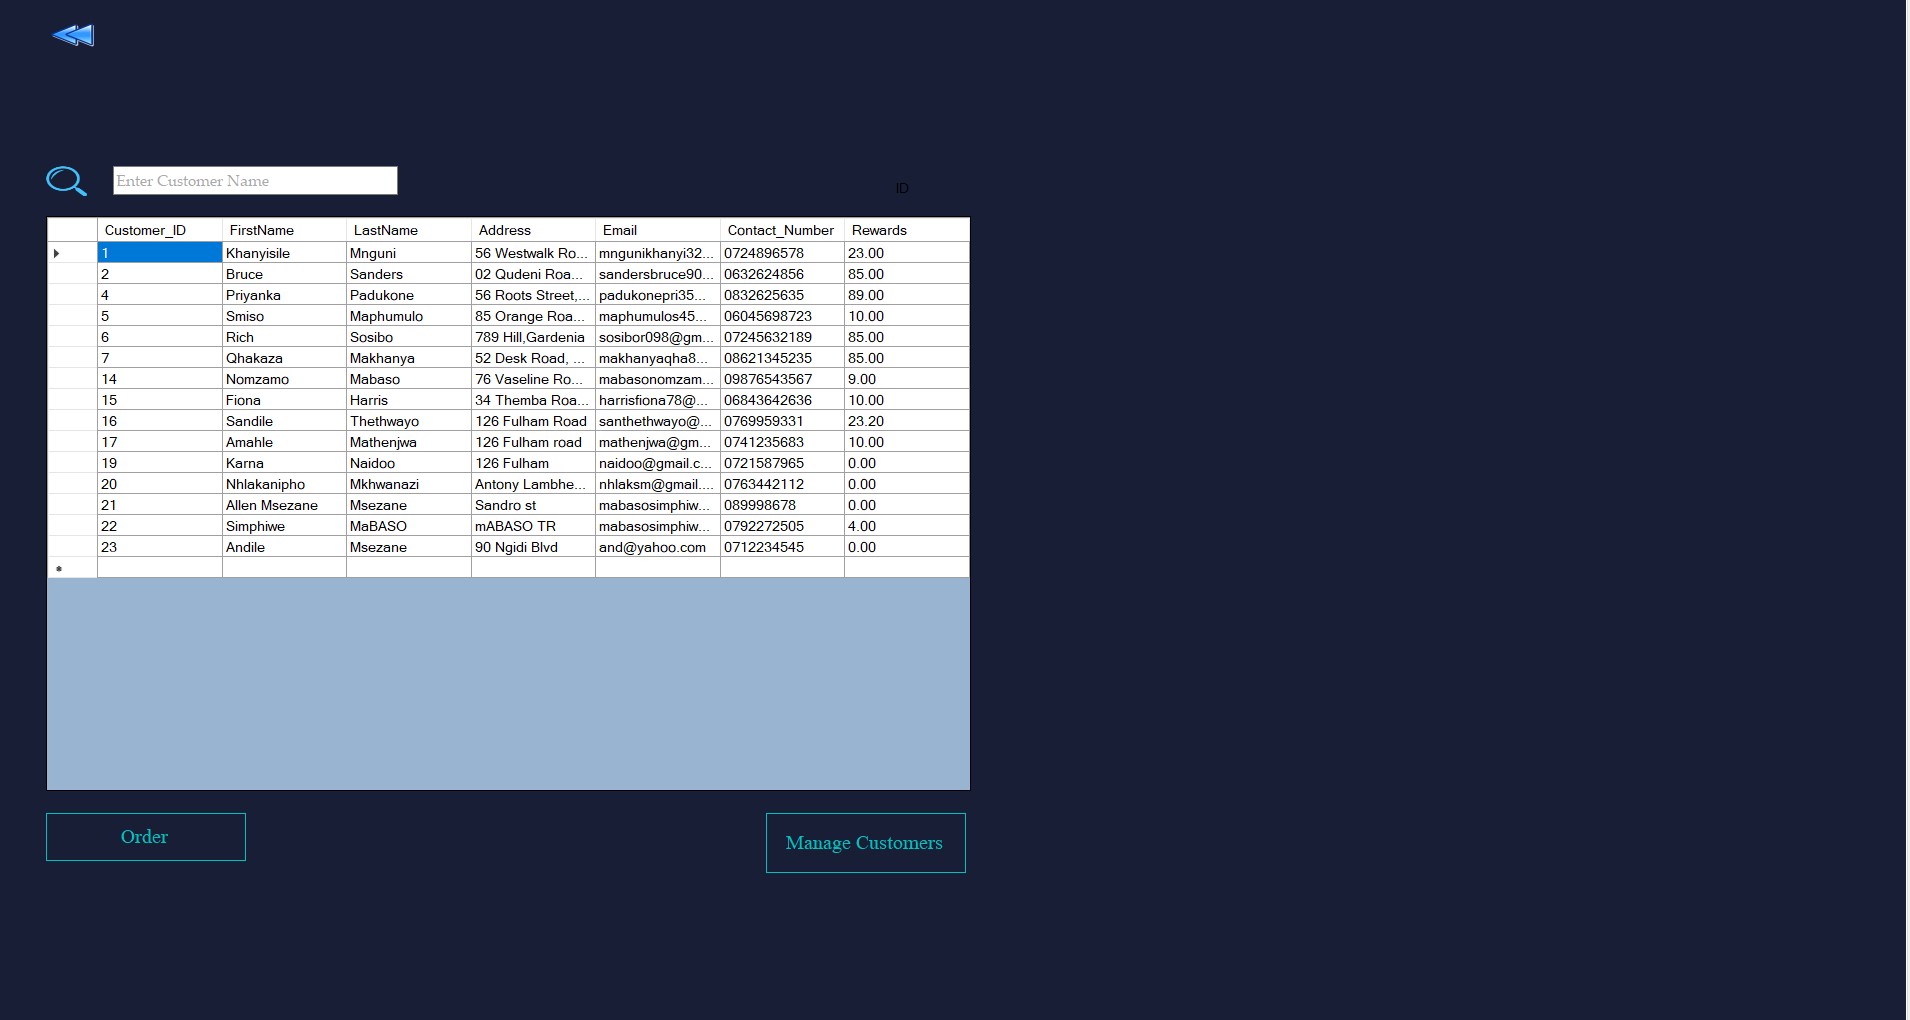 Enter Customer Name
ID
Customer_ID FirstName LastName Address Email Contact_Number Rewards
1 Khanyisile Mnguni 56 Westwalk Ro... mngunikhanyi32... 0724896578 23.00
2 Bruce Sanders 02 Qudeni Roa... sandersbruce90... 0632624856 85.00
4 Priyanka Padukone 56 Roots Street,... padukonepri35... 0832625635 89.00
5 Smiso Maphumulo 85 Orange Roa... maphumulos45... 06045698723 10.00
6 Rich Sosibo 789 Hill,Gardenia sosibor098@gm... 07245632189 85.00
7 Qhakaza Makhanya 52 Desk Road, ... makhanyaqha8... 08621345235 85.00
14 Nomzamo Mabaso 76 Vaseline Ro... mabasonomzam... 09876543567 9.00
15 Fiona Harris 34 Themba Roa... harrisfiona78@... 06843642636 10.00
16 Sandile Thethwayo 126 Fulham Road santhethwayo@... 0769959331 23.20
17 Amahle Mathenjwa 126 Fulham road mathenjwa@gm... 0741235683 10.00
19 Karna Naidoo 126 Fulham naidoo@gmail.c... 0721587965 0.00
20 Nhlakanipho Mkhwanazi Antony Lambhe... nhlaksm@gmail.... 0763442112 0.00
21 Allen Msezane Msezane Sandro st mabasosimphiw... 089998678 0.00
22 Simphiwe MaBASO mABASO TR mabasosimphiw... 0792272505 4.00
23 Andile Msezane 90 Ngidi Blvd and@yahoo.com 0712234545 0.00
Order
Manage Customers